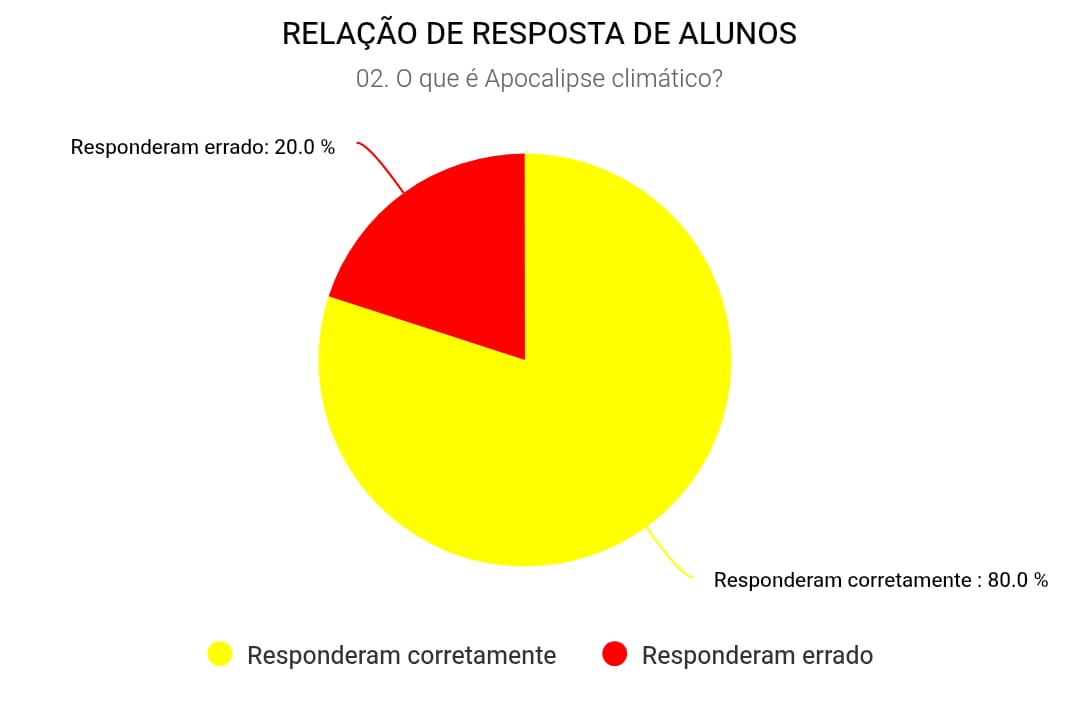 RELAÇÃO DE RESPOSTA DE ALUNOS
02. O que é Apocalipse climático?
Responderam errado: 20.0 %
Responderam corretamente : 80.0 %
Responderam corretamente
Responderam errado